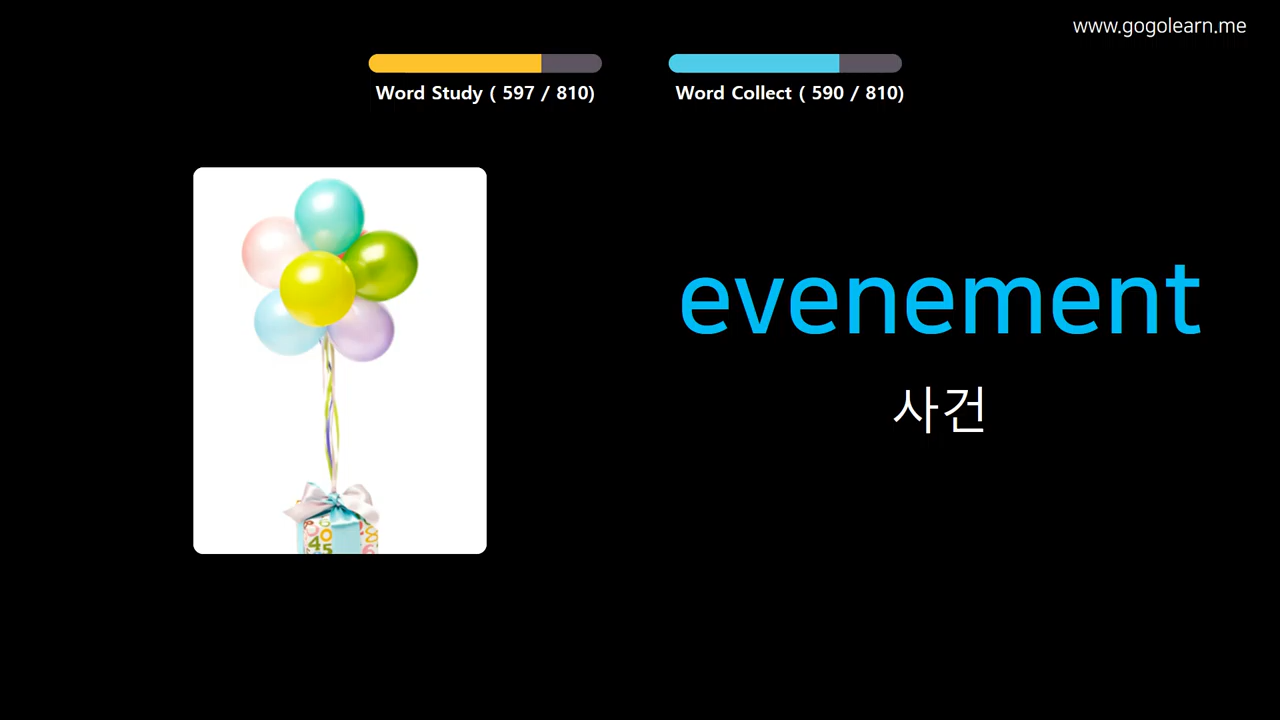 www.gogolearn.me
Word Study ( 597 / 810)
Word Collect ( 590 / 810)
evenement
사건